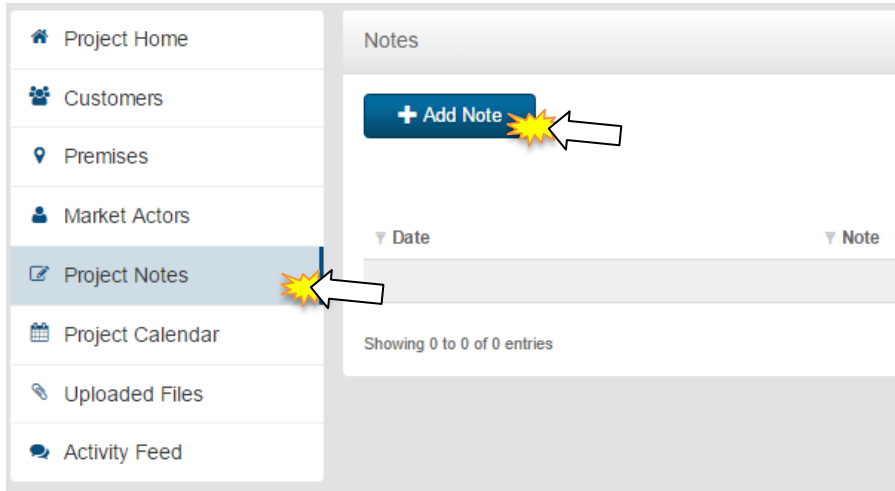 Project Home
Customers
Premises
Market Actors
Project Notes
Project Calendar
Uploaded Files
Activity Feed
Notes
Add Note
Date Note
Showing 0 to 0 of 0 entries